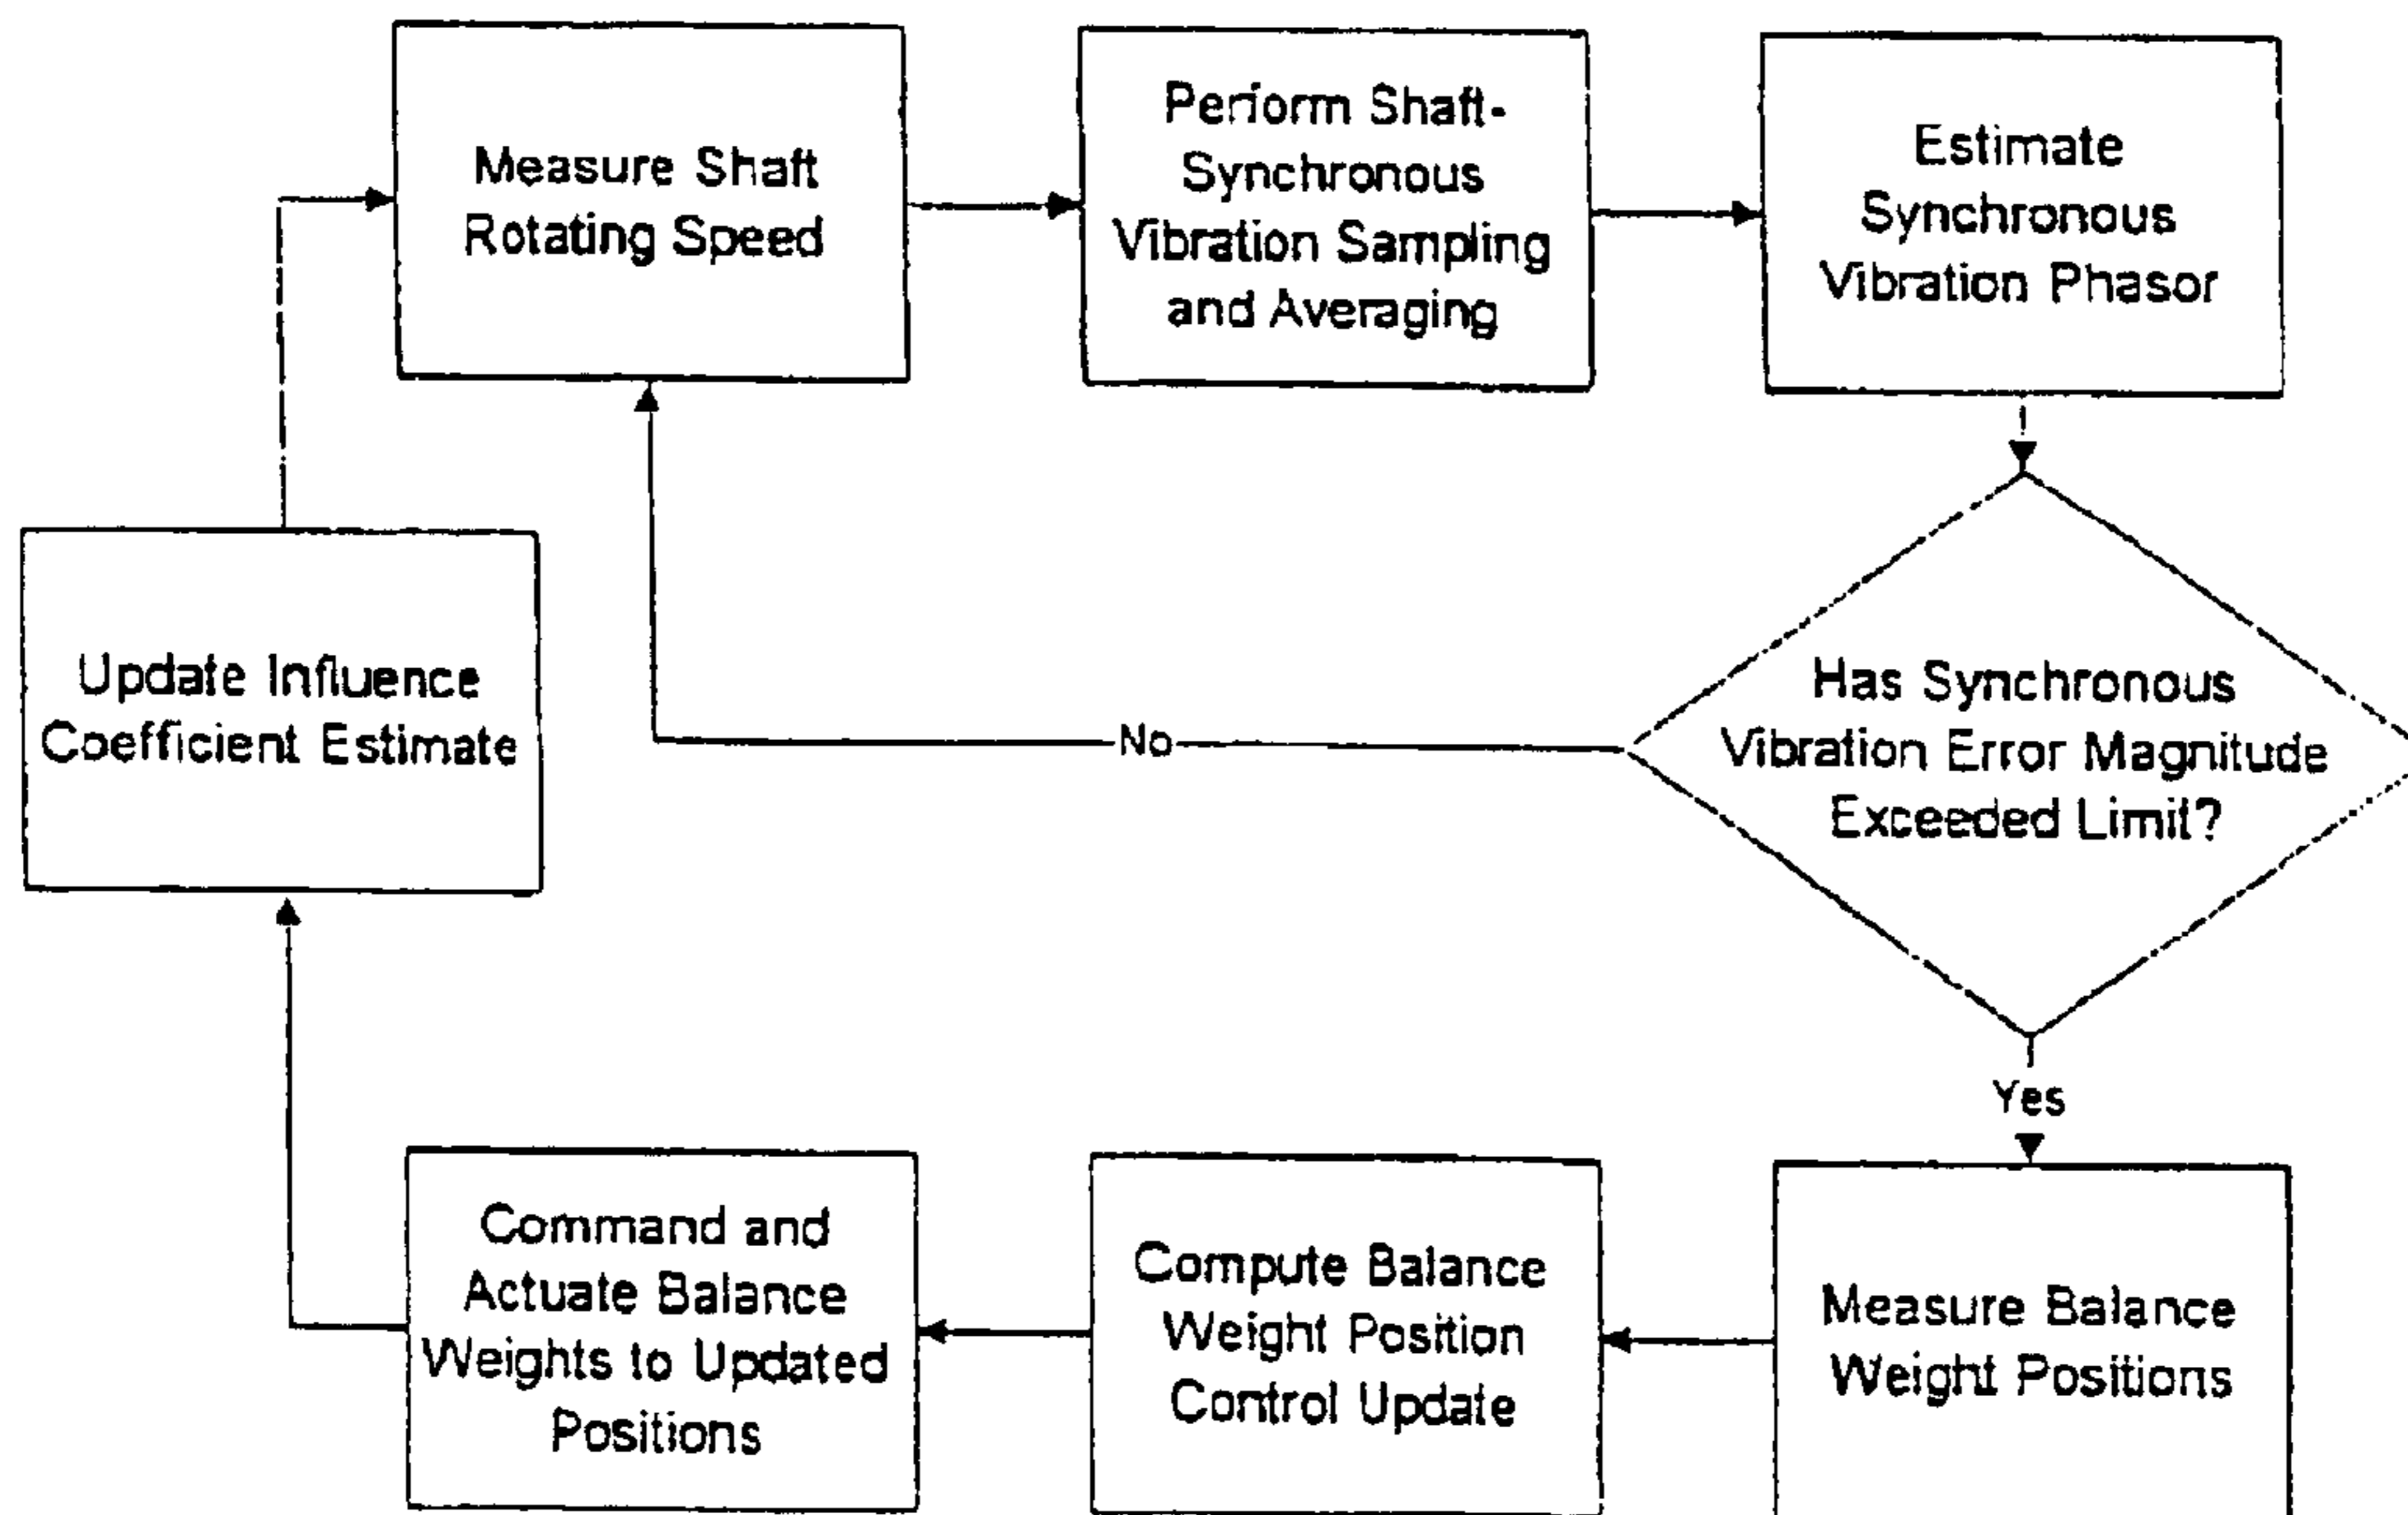 Measure Shaft
Rotating Speed
Perform Shaft-
Synchronous
Vibration Sampling
and Averaging
Estimate
Synchronous
Vibration Phasor
Has Synchronous
Vibration Error Magnitude
Exceeded Limit?
No
Yes
Update Influence
Coefficient Estimate
Measure Balance
Weight Positions
Compute Balance
Weight Position
Control Update
Command and
Actuate Balance
Weights to Updated
Positions